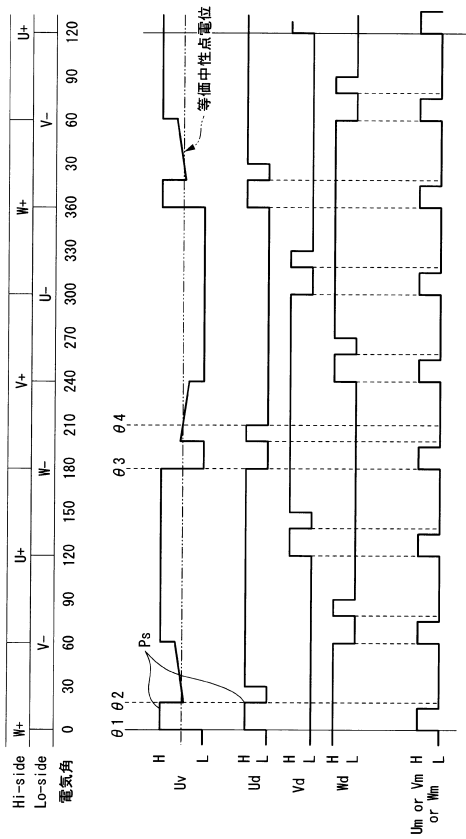 Hi-side W+ U+ V+ W+ U+
Lo-side V- W- U- V-
電気角 0 30 60 90 120 150 180 210 240 270 300 330 360 30 60 90 120
θ1 θ2 θ3 θ4
Ps
等価中性点電位
H
Uv
L
H
Ud
L
H
Vd
L
H
Wd
L
Um or Vm H
or Wm L